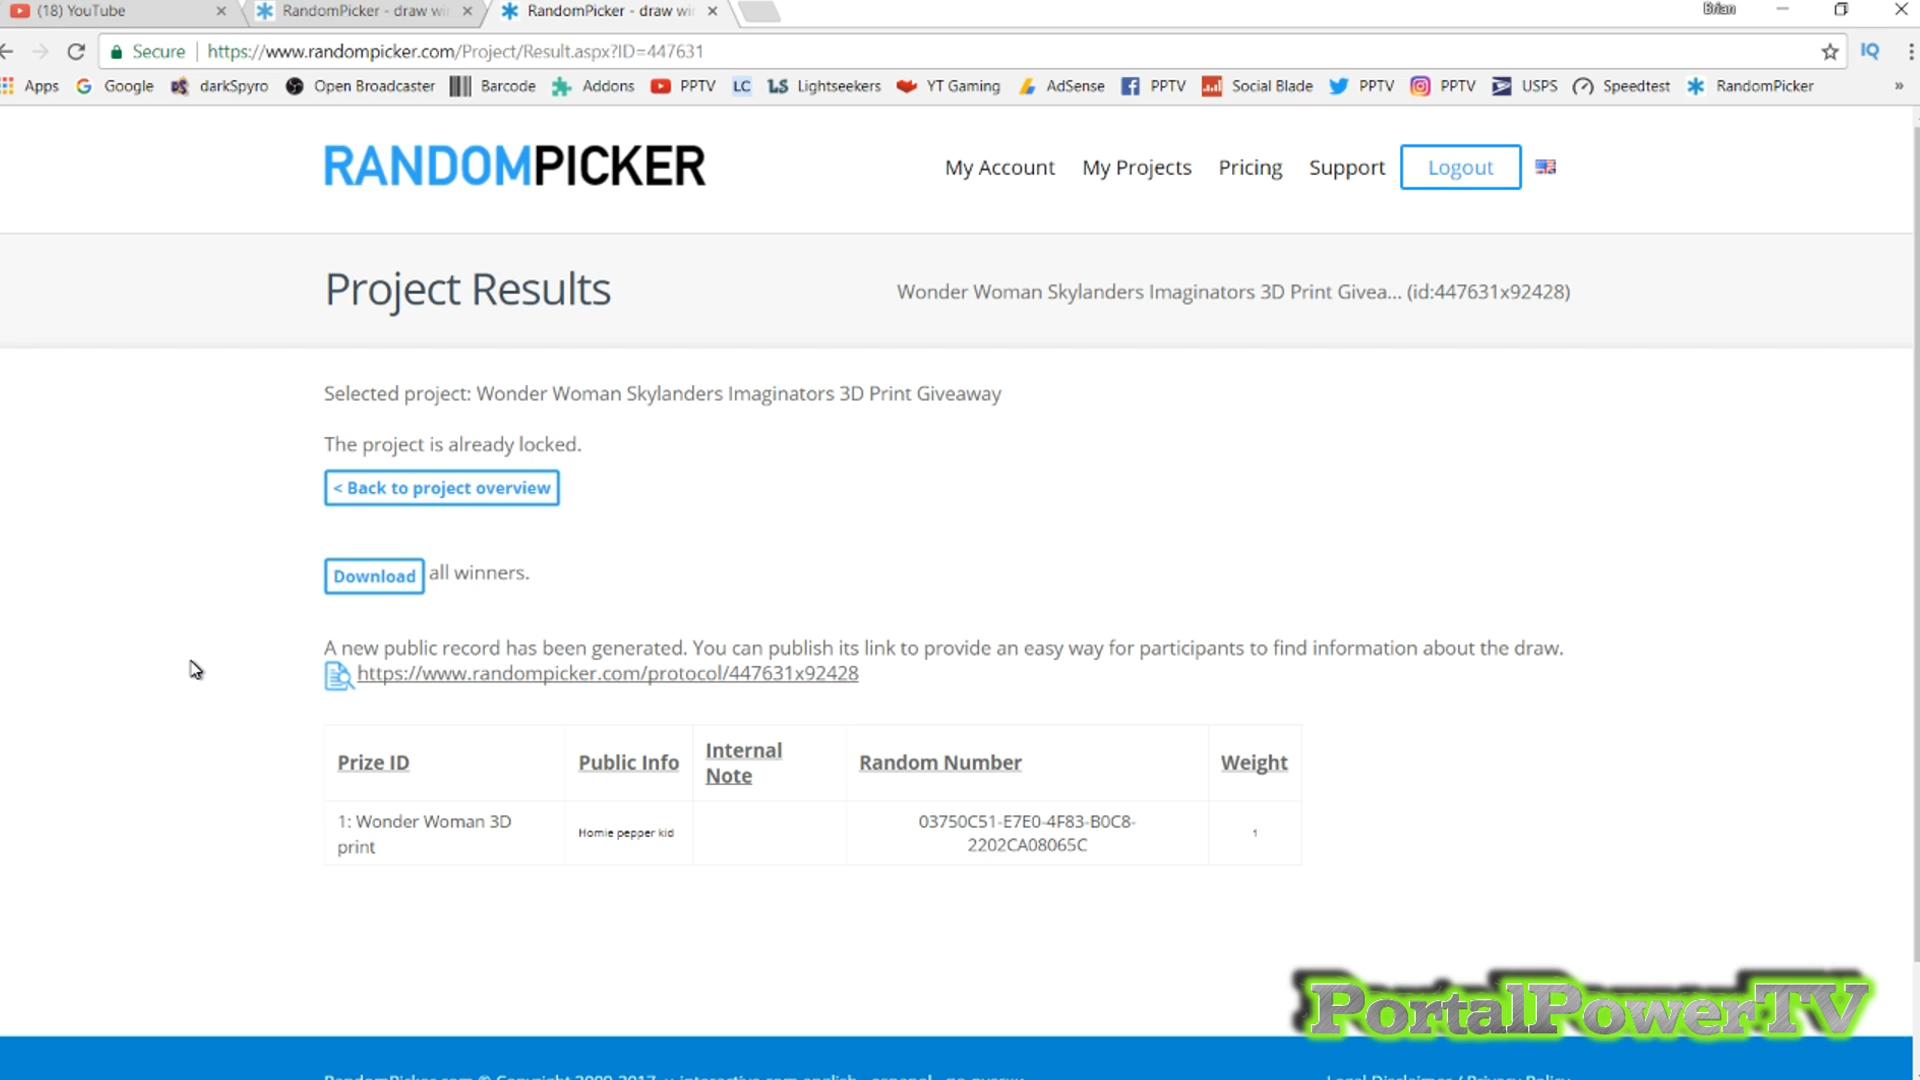 (18) YouTube
RandomPicker - draw wi
RandomPicker - draw wi
Brian
Secure
https://www.randompicker.com/Project/Result.aspx?ID=447631
IQ
Apps Google darkSpyro Open Broadcaster Barcode Addons PPTV LC LS Lightseekers YT Gaming AdSense PPTV Social Blade PPTV PPTV USPS Speedtest RandomPicker »
RANDOMPICKER
My Account My Projects Pricing Support Logout
Project Results
Wonder Woman Skylanders Imaginators 3D Print Givea... (id:447631x92428)
Selected project: Wonder Woman Skylanders Imaginators 3D Print Giveaway
The project is already locked.
< Back to project overview
Download all winners.
A new public record has been generated. You can publish its link to provide an easy way for participants to find information about the draw.
https://www.randompicker.com/protocol/447631x92428
Prize ID
Public Info
Internal
Note
Random Number
Weight
1: Wonder Woman 3D
print
Homie pepper kid
03750C51-E7E0-4F83-B0C8-
2202CA08065C
1
PortalPowerTV